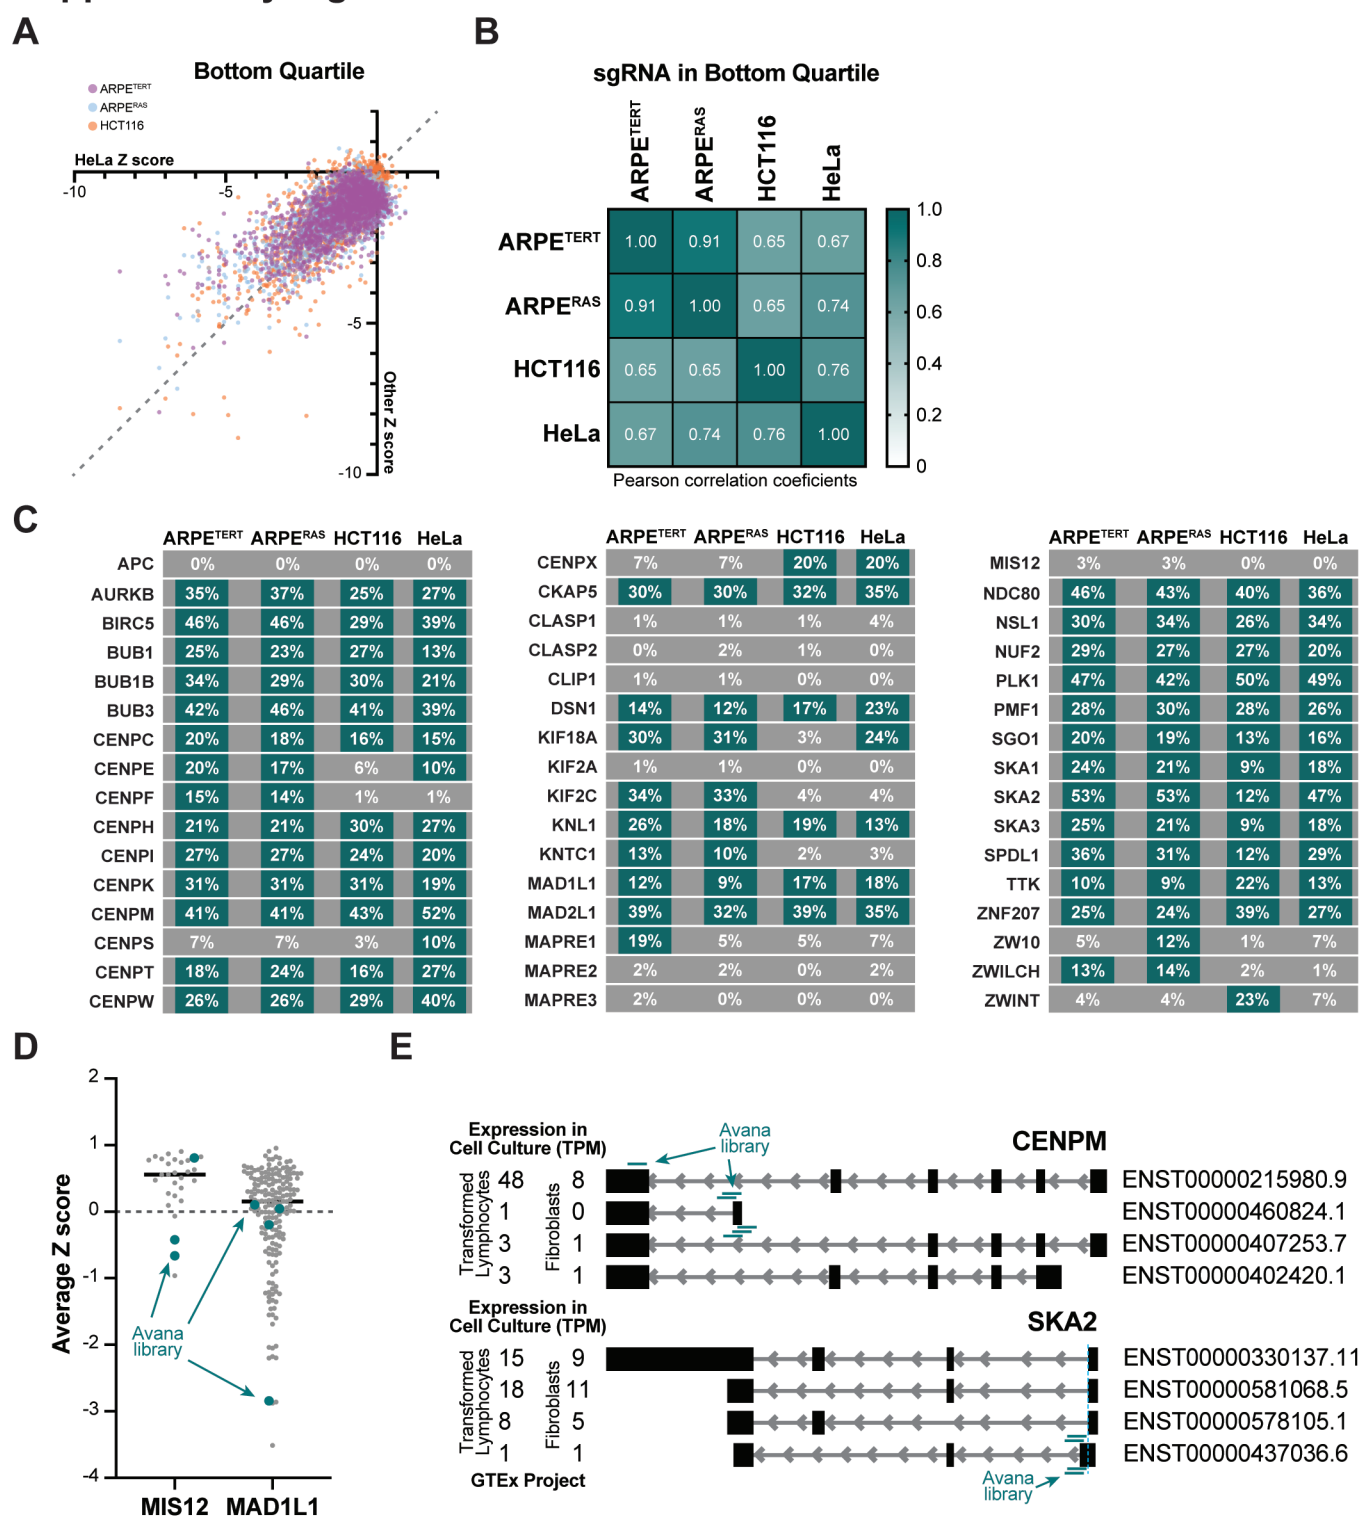 A
Bottom Quartile
ARPETERT
ARPERAS
HCT116
HeLa Z score
-10
-5
-5
Other Z score
-10
B
sgRNA in Bottom Quartile
ARPETERT ARPERAS HCT116 HeLa
ARPETERT 1.00 0.91 0.65 0.67
ARPERAS 0.91 1.00 0.65 0.74
HCT116 0.65 0.65 1.00 0.76
HeLa 0.67 0.74 0.76 1.00
Pearson correlation coeficients
1.0
0.8
0.6
0.4
0.2
0
C
ARPETERT ARPERAS HCT116 HeLa
APC 0% 0% 0% 0%
AURKB 35% 37% 25% 27%
BIRC5 46% 46% 29% 39%
BUB1 25% 23% 27% 13%
BUB1B 34% 29% 30% 21%
BUB3 42% 46% 41% 39%
CENPC 20% 18% 16% 15%
CENPE 20% 17% 6% 10%
CENPF 15% 14% 1% 1%
CENPH 21% 21% 30% 27%
CENPI 27% 27% 24% 20%
CENPK 31% 31% 31% 19%
CENPM 41% 41% 43% 52%
CENPS 7% 7% 3% 10%
CENPT 18% 24% 16% 27%
CENPW 26% 26% 29% 40%
ARPETERT ARPERAS HCT116 HeLa
CENPX 7% 7% 20% 20%
CKAP5 30% 30% 32% 35%
CLASP1 1% 1% 1% 4%
CLASP2 0% 2% 1% 0%
CLIP1 1% 1% 0% 0%
DSN1 14% 12% 17% 23%
KIF18A 30% 31% 3% 24%
KIF2A 1% 1% 0% 0%
KIF2C 34% 33% 4% 4%
KNL1 26% 18% 19% 13%
KNTC1 13% 10% 2% 3%
MAD1L1 12% 9% 17% 18%
MAD2L1 39% 32% 39% 35%
MAPRE1 19% 5% 5% 7%
MAPRE2 2% 2% 0% 2%
MAPRE3 2% 0% 0% 0%
ARPETERT ARPERAS HCT116 HeLa
MIS12 3% 3% 0% 0%
NDC80 46% 43% 40% 36%
NSL1 30% 34% 26% 34%
NUF2 29% 27% 27% 20%
PLK1 47% 42% 50% 49%
PMF1 28% 30% 28% 26%
SGO1 20% 19% 13% 16%
SKA1 24% 21% 9% 18%
SKA2 53% 53% 12% 47%
SKA3 25% 21% 9% 18%
SPDL1 36% 31% 12% 29%
TTK 10% 9% 22% 13%
ZNF207 25% 24% 39% 27%
ZW10 5% 12% 1% 7%
ZWILCH 13% 14% 2% 1%
ZWINT 4% 4% 23% 7%
D
Average Z score
2
1
0
-1
-2
-3
-4
Avana
library
MIS12 MAD1L1
E
Expression in
Cell Culture (TPM)
Avana
library
CENPM
Transformed
Lymphocytes
Fibroblasts
48 8 ENST00000215980.9
1 0 ENST00000460824.1
3 1 ENST00000407253.7
3 1 ENST00000402420.1
Expression in
Cell Culture (TPM)
SKA2
Transformed
Lymphocytes
Fibroblasts
15 9 ENST00000330137.11
18 11 ENST00000581068.5
8 5 ENST00000578105.1
1 1 ENST00000437036.6
GTEx Project
Avana
library